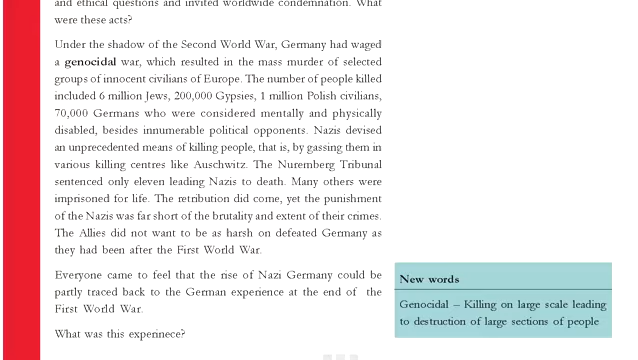 and ethical questions and invited worldwide condemnation. What
were these acts?
Under the shadow of the Second World War, Germany had waged
a genocidal war, which resulted in the mass murder of selected
groups of innocent civilians of Europe. The number of people killed
included 6 million Jews, 200,000 Gypsies, 1 million Polish civilians,
70,000 Germans who were considered mentally and physically
disabled, besides innumerable political opponents. Nazis devised
an unprecedented means of killing people, that is, by gassing them in
various killing centres like Auschwitz. The Nuremberg Tribunal
sentenced only eleven leading Nazis to death. Many others were
imprisoned for life. The retribution did come, yet the punishment
of the Nazis was far short of the brutality and extent of their crimes.
The Allies did not want to be as harsh on defeated Germany as
they had been after the First World War.
Everyone came to feel that the rise of Nazi Germany could be
partly traced back to the German experience at the end of the
First World War.
What was this experinece?
New words
Genocidal – Killing on large scale leading
to destruction of large sections of people